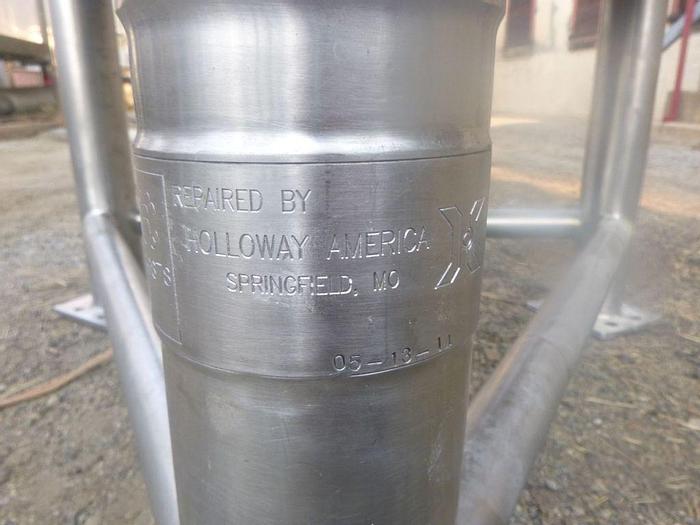 REPAIRED BY
HOLLOWAY AMERICA
SPRINGFIELD, MO
05-13-11